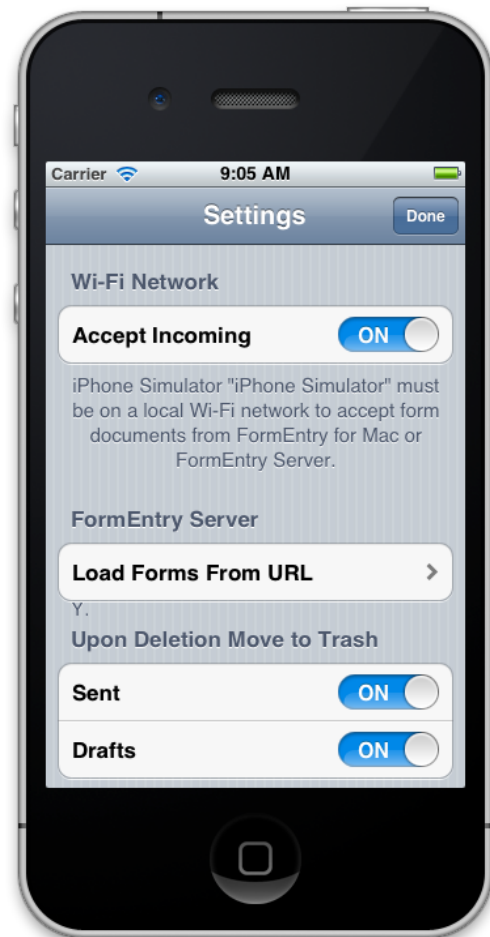 Carrier 9:05 AM
Settings Done
Wi-Fi Network
Accept Incoming ON
iPhone Simulator "iPhone Simulator" must
be on a local Wi-Fi network to accept form
documents from FormEntry for Mac or
FormEntry Server.
FormEntry Server
Load Forms From URL
Y.
Upon Deletion Move to Trash
Sent ON
Drafts ON